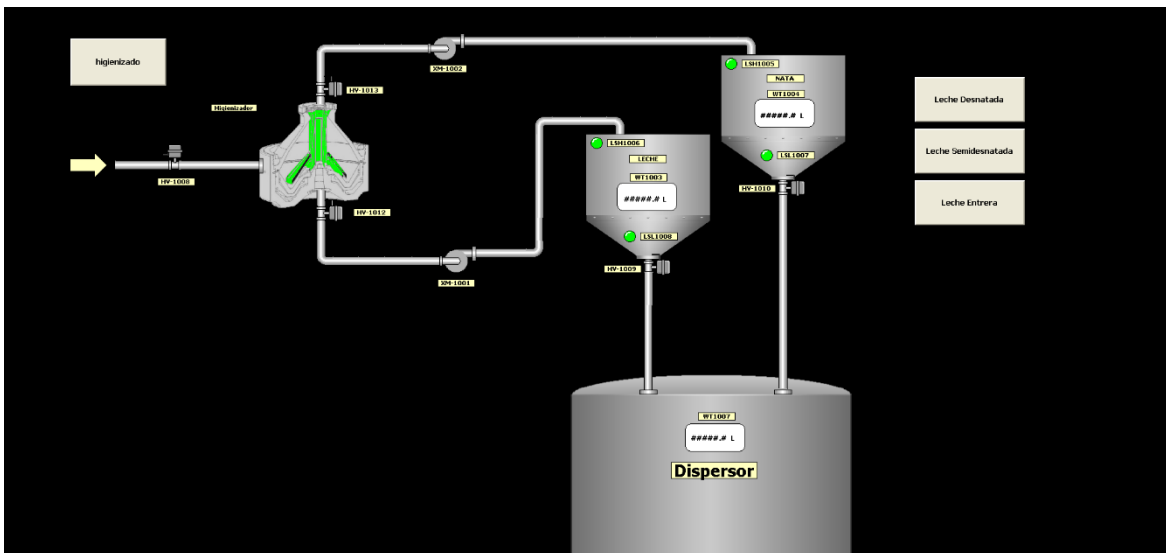 higienizado
XM-1002
LSH1005
NATA
WT1004
#####.# L
LSL1007
HV-1010
HV-1013
Higienizador
HV-1008
HV-1012
XM-1001
LSH1006
LECHE
WT1003
#####.# L
LSL1008
HV-1009
Leche Desnatada
Leche Semidesnatada
Leche Entrera
WT1007
#####.# L
Dispersor